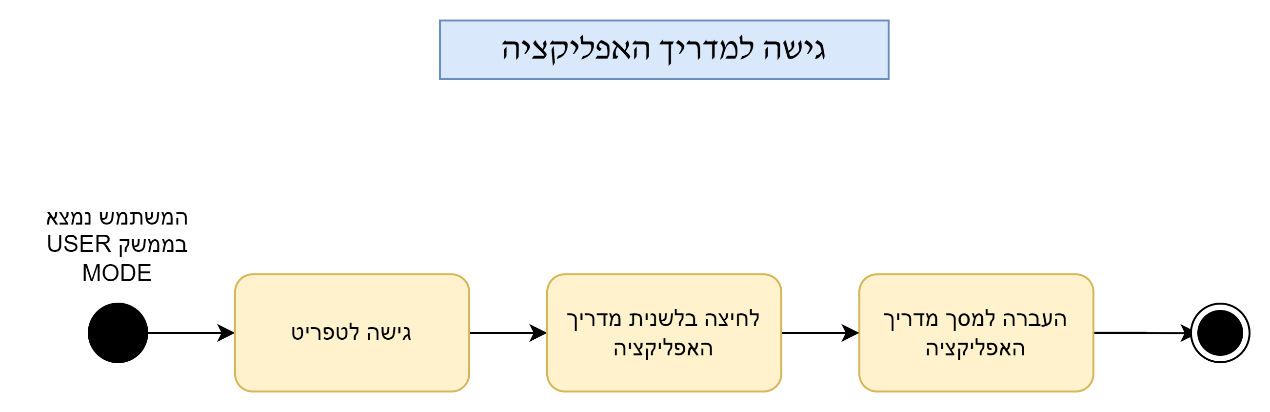 גישה למדריך האפליקציה
המשתמש נמצא
בממשק USER
MODE
גישה לטפריט
לחיצה בלשנית מדריך
האפליקציה
העברה למסך מדריך
האפליקציה